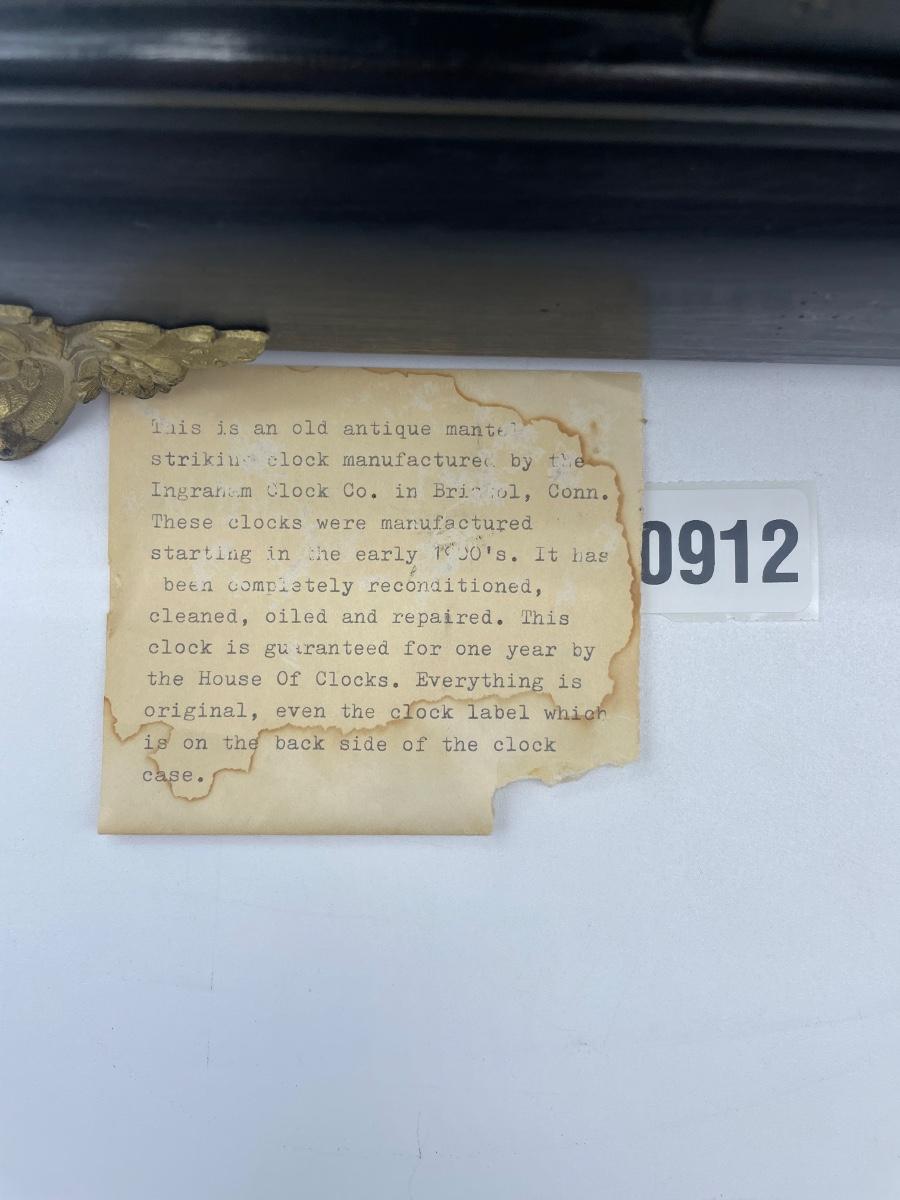 This is an old antique mantel
striking clock manufactured by the
Ingraham Clock Co. in Bristol, Conn.
These clocks were manufactured
starting in the early 1900's. It has
been completely reconditioned,
cleaned, oiled and repaired. This
clock is guaranteed for one year by
the House Of Clocks. Everything is
original, even the clock label which
is on the back side of the clock
case.
0912